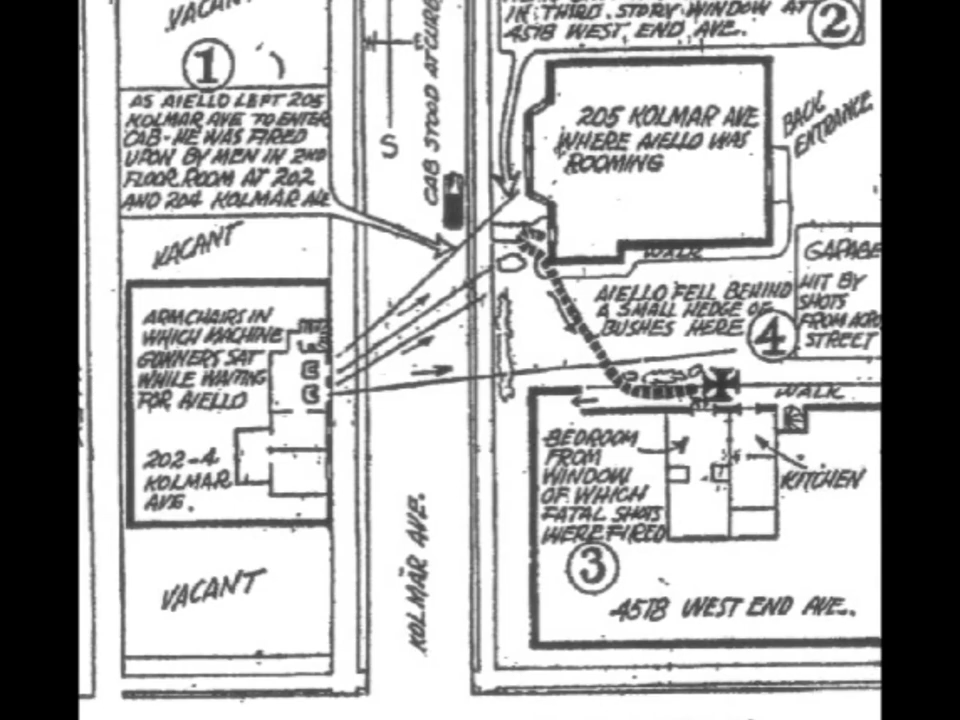 VACANT
1
AS AIELLO LEFT 205
KOLMAR AVE TO ENTER
CAB - HE WAS FIRED
UPON BY MEN IN 2ND
FLOOR ROOM AT 202
AND 204 KOLMAR AVE
VACANT
ARMCHAIRS IN
WHICH MACHINE
GUNNERS SAT
WHILE WAITING
FOR AIELLO
202-4
KOLMAR
AVE.
VACANT
E
S
CAB STOOD AT CURB
KOLMAR AVE.
IN THIRD STORY WINDOW AT
4518 WEST END AVE.
2
205 KOLMAR AVE
WHERE AIELLO WAS
ROOMING
BACK
ENTRANCE
WALK
GARAGE
HIT BY
SHOTS
FROM ACRO
STREET
AIELLO FELL BEHIND
A SMALL HEDGE OF
BUSHES HERE
4
WALK
BEDROOM
FROM
WINDOW
OF WHICH
FATAL SHOTS
WERE FIRED
KITCHEN
3
4518 WEST END AVE.